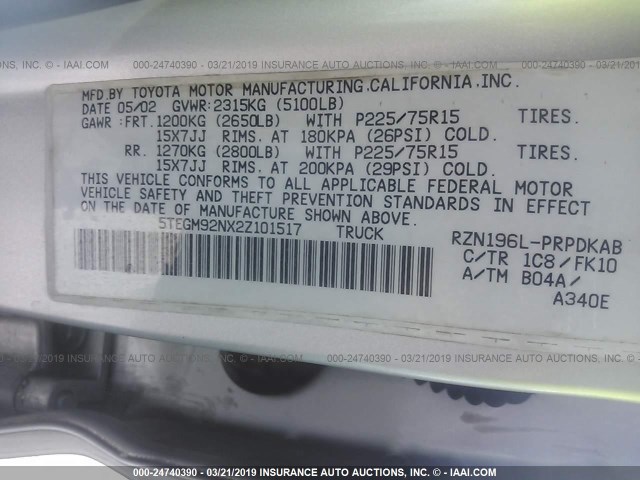 000-24740390 - 03/21/2019 INSURANCE AUTO AUCTIONS, INC. © - IAAI.COM
MFD.BY TOYOTA MOTOR MANUFACTURING.CALIFORNIA.INC.
DATE 05/02 GVWR:2315KG (5100LB)
GAWR :FRT.1200KG (2650LB) WITH P225/75R15 TIRES.
15X7JJ RIMS. AT 180KPA (26PSI) COLD.
RR. 1270KG (2800LB) WITH P225/75R15 TIRES.
15X7JJ RIMS. AT 200KPA (29PSI) COLD.
THIS VEHICLE CONFORMS TO ALL APPLICABLE FEDERAL MOTOR
VEHICLE SAFETY AND THEFT PREVENTION STANDARDS IN EFFECT
ON THE DATE OF MANUFACTURE SHOWN ABOVE.
5TEGM92NX2Z101517 TRUCK
RZN196L-PRPDKAB
C/TR 1C8/FK10
A/TM B04A/
A340E
000-24740390 - 03/21/2019 INSURANCE AUTO AUCTIONS, INC. © - IAAI.COM
000-24740390 - 03/21/2019 INSURANCE AUTO AUCTIONS, INC. © - IAAI.COM